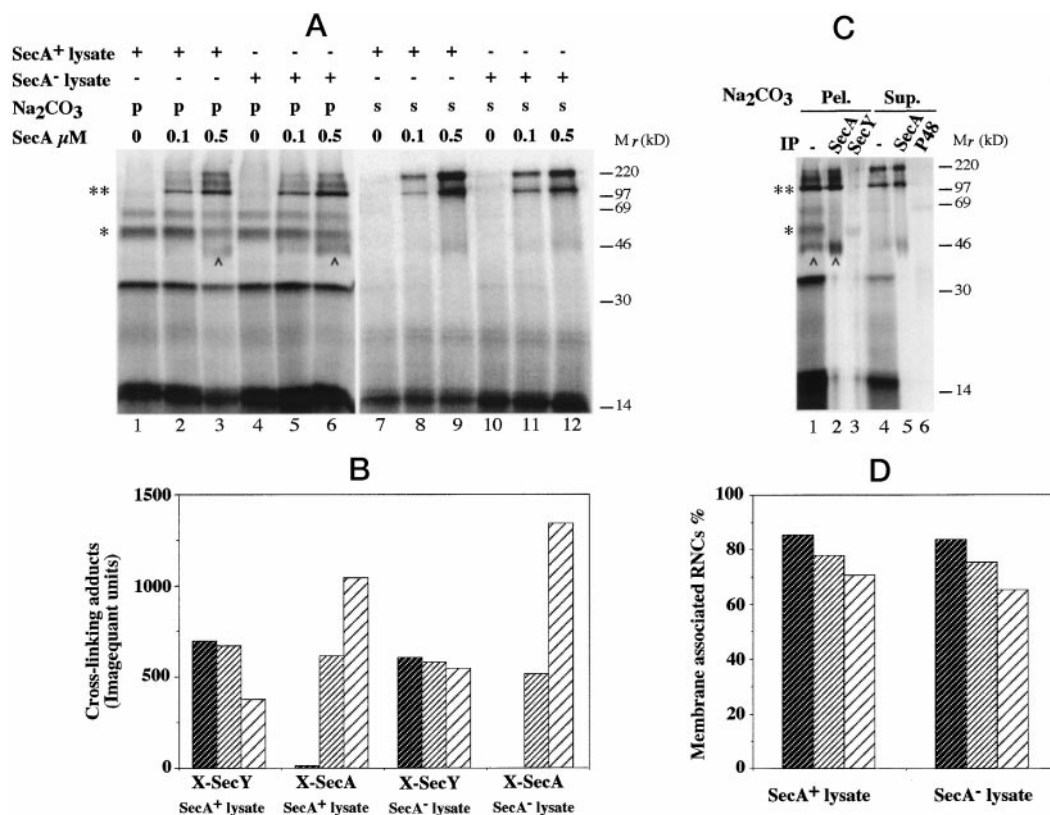 A
SecA+ lysate + + + - - - + + + - - -
SecA- lysate - - - + + + - - - + + +
Na2CO3 p p p p p p s s s s s s
SecA µM 0 0.1 0.5 0 0.1 0.5 0 0.1 0.5 0 0.1 0.5 Mr (kD)
220
** 97
69
* 46
^ ^
30
14
1 2 3 4 5 6 7 8 9 10 11 12
C
Na2CO3 Pel. Sup.
IP - SecA SecY - SecA P48 Mr (kD)
220
** 97
69
*
46
^ ^
30
14
1 2 3 4 5 6
B
Cross-linking adducts
(Imagequant units)
1500
1000
500
0
X-SecY X-SecA X-SecY X-SecA
SecA+ lysate SecA+ lysate SecA- lysate SecA- lysate
D
Membrane associated RNCs %
100
80
60
40
20
0
SecA+ lysate SecA- lysate